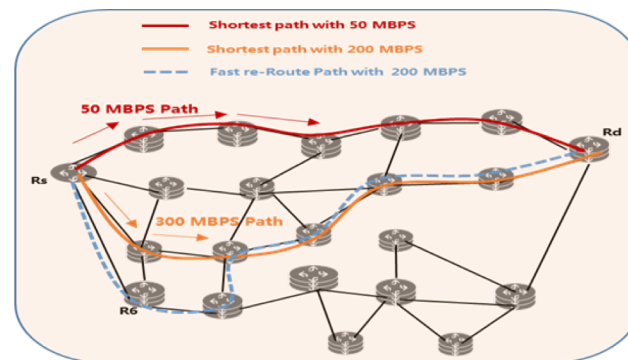 Shortest path with 50 MBPS
Shortest path with 200 MBPS
Fast re-Route Path with 200 MBPS
50 MBPS Path
Rd
Rs
300 MBPS Path
R6